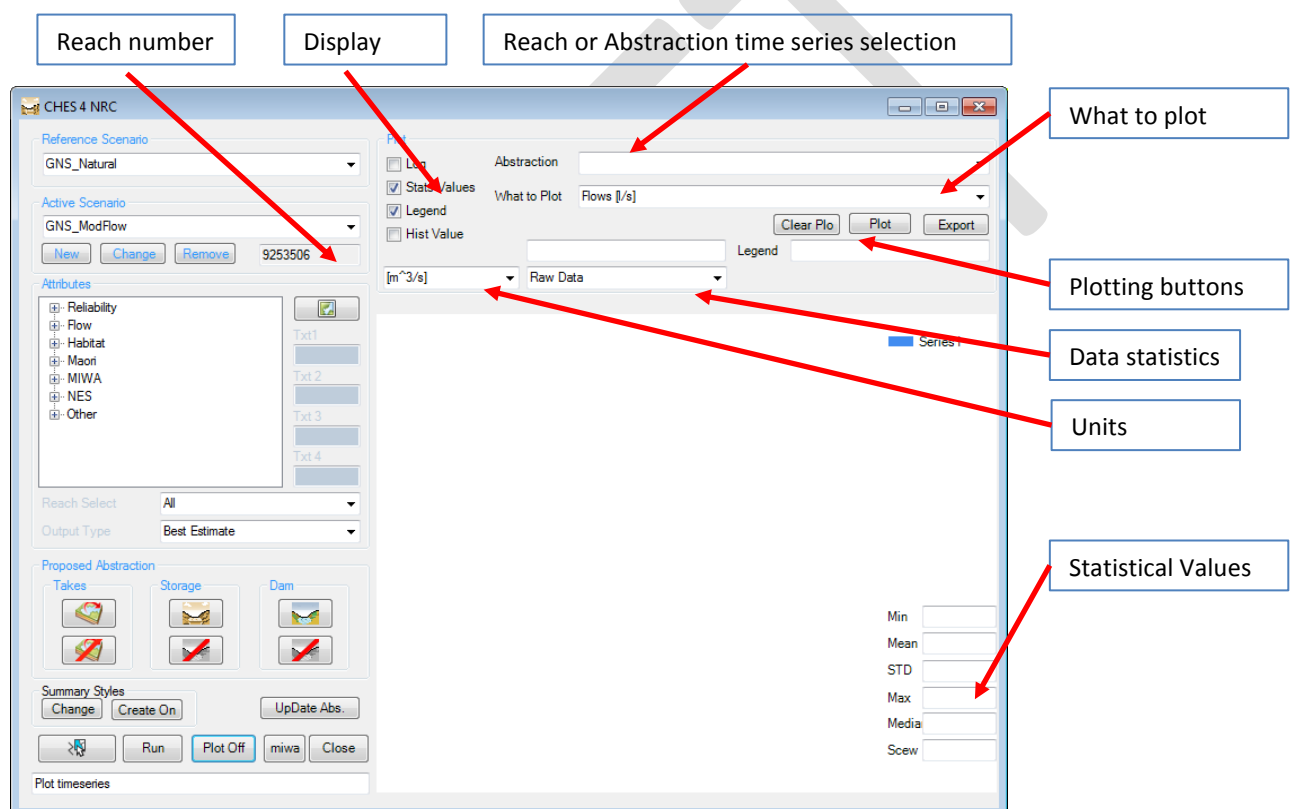 Reach number
Display
Reach or Abstraction time series selection
What to plot
Plotting buttons
Data statistics
Units
Statistical Values
CHES 4 NRC
Reference Scenario
GNS_Natural
Active Scenario
GNS_ModFlow
New Change Remove 9253506
Attributes
Reliability
Flow
Habitat
Maori
MIWA
NES
Other
Txt1
Txt 2
Txt 3
Txt 4
Reach Select All
Output Type Best Estimate
Proposed Abstraction
Takes Storage Dam
Summary Styles
Change Create On UpDate Abs.
Run Plot Off miwa Close
Plot timeseries
Plot
Log Abstraction
Stats Values What to Plot Flows [l/s]
Legend
Hist Value
Clear Plo Plot Export
Legend
[m^3/s] Raw Data
Min
Mean
STD
Max
Media
Scew